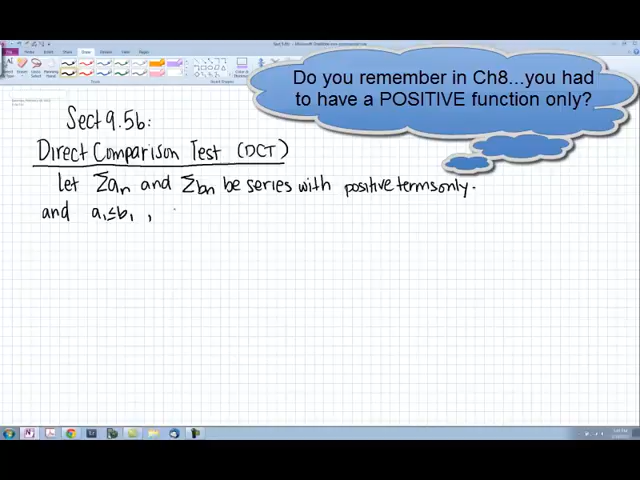 Do you remember in Ch8...you had
to have a POSITIVE function only?
Sect 9.5b:
Direct Comparison Test (DCT)
Let Σaₙ and Σbₙ be series with positive terms only.
and a₁≤b₁ ,